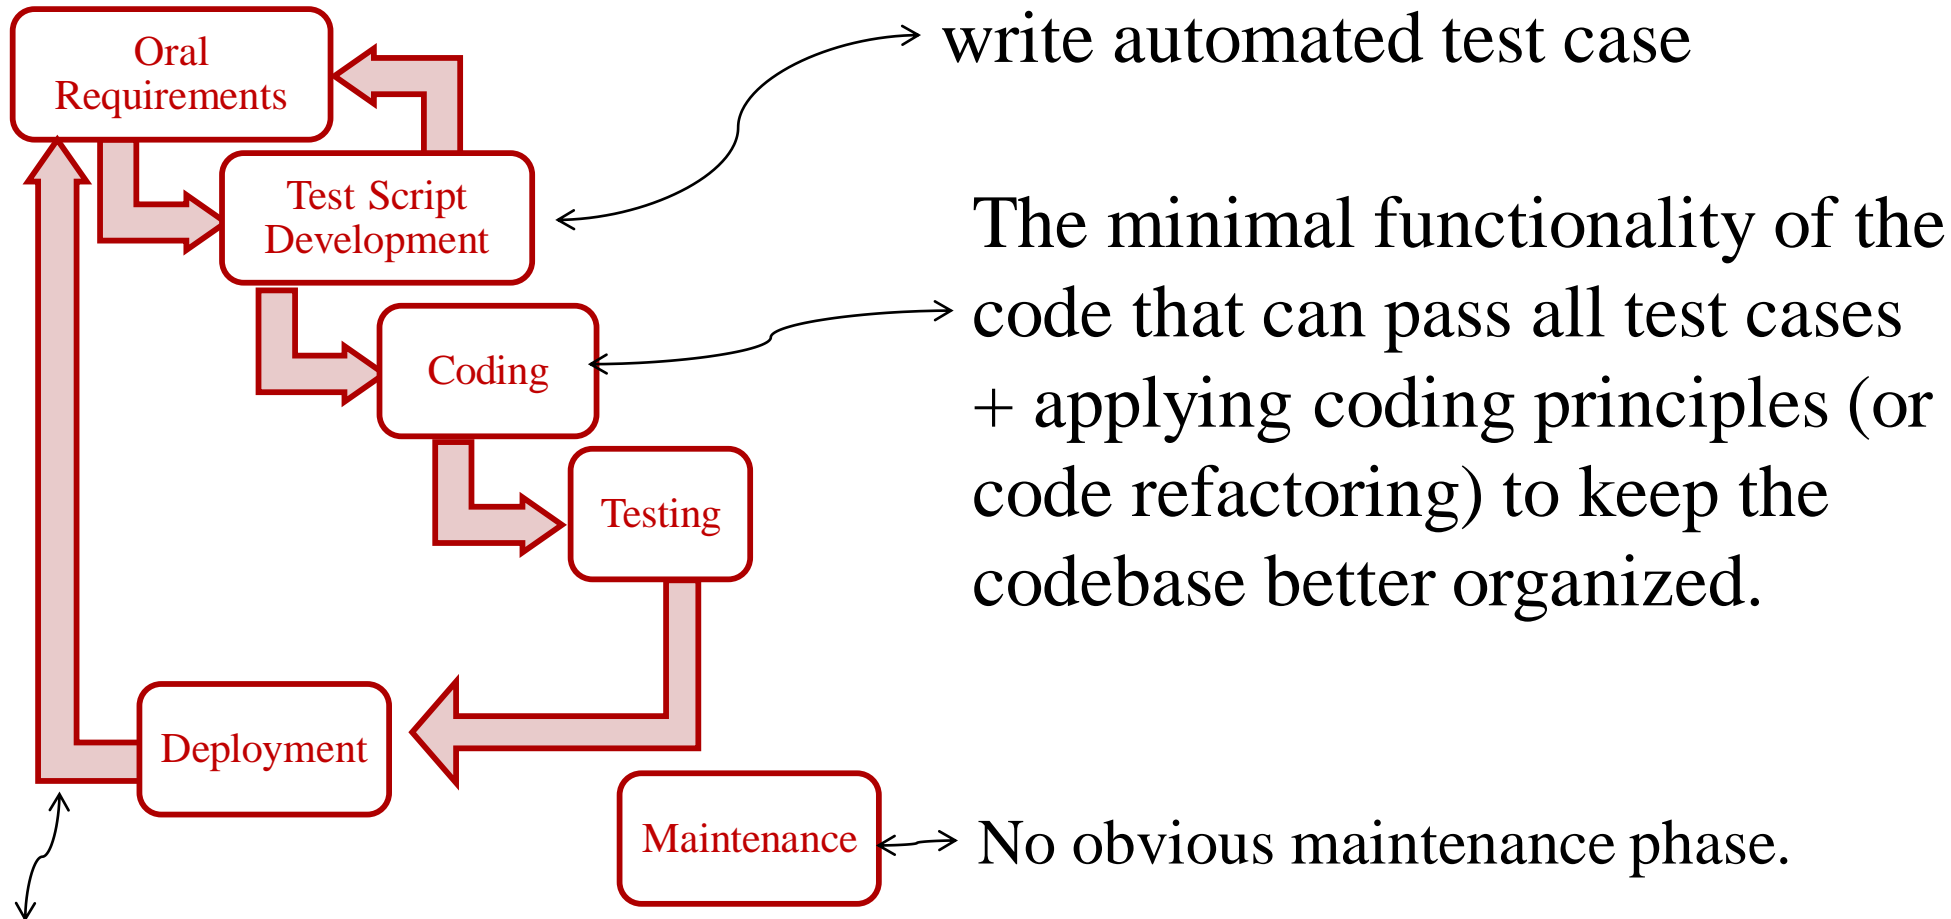 Oral
Requirements
write automated test case
Test Script
Development
The minimal functionality of the
code that can pass all test cases
+ applying coding principles (or
code refactoring) to keep the
codebase better organized.
Coding
Testing
Deployment
Maintenance
No obvious maintenance phase.